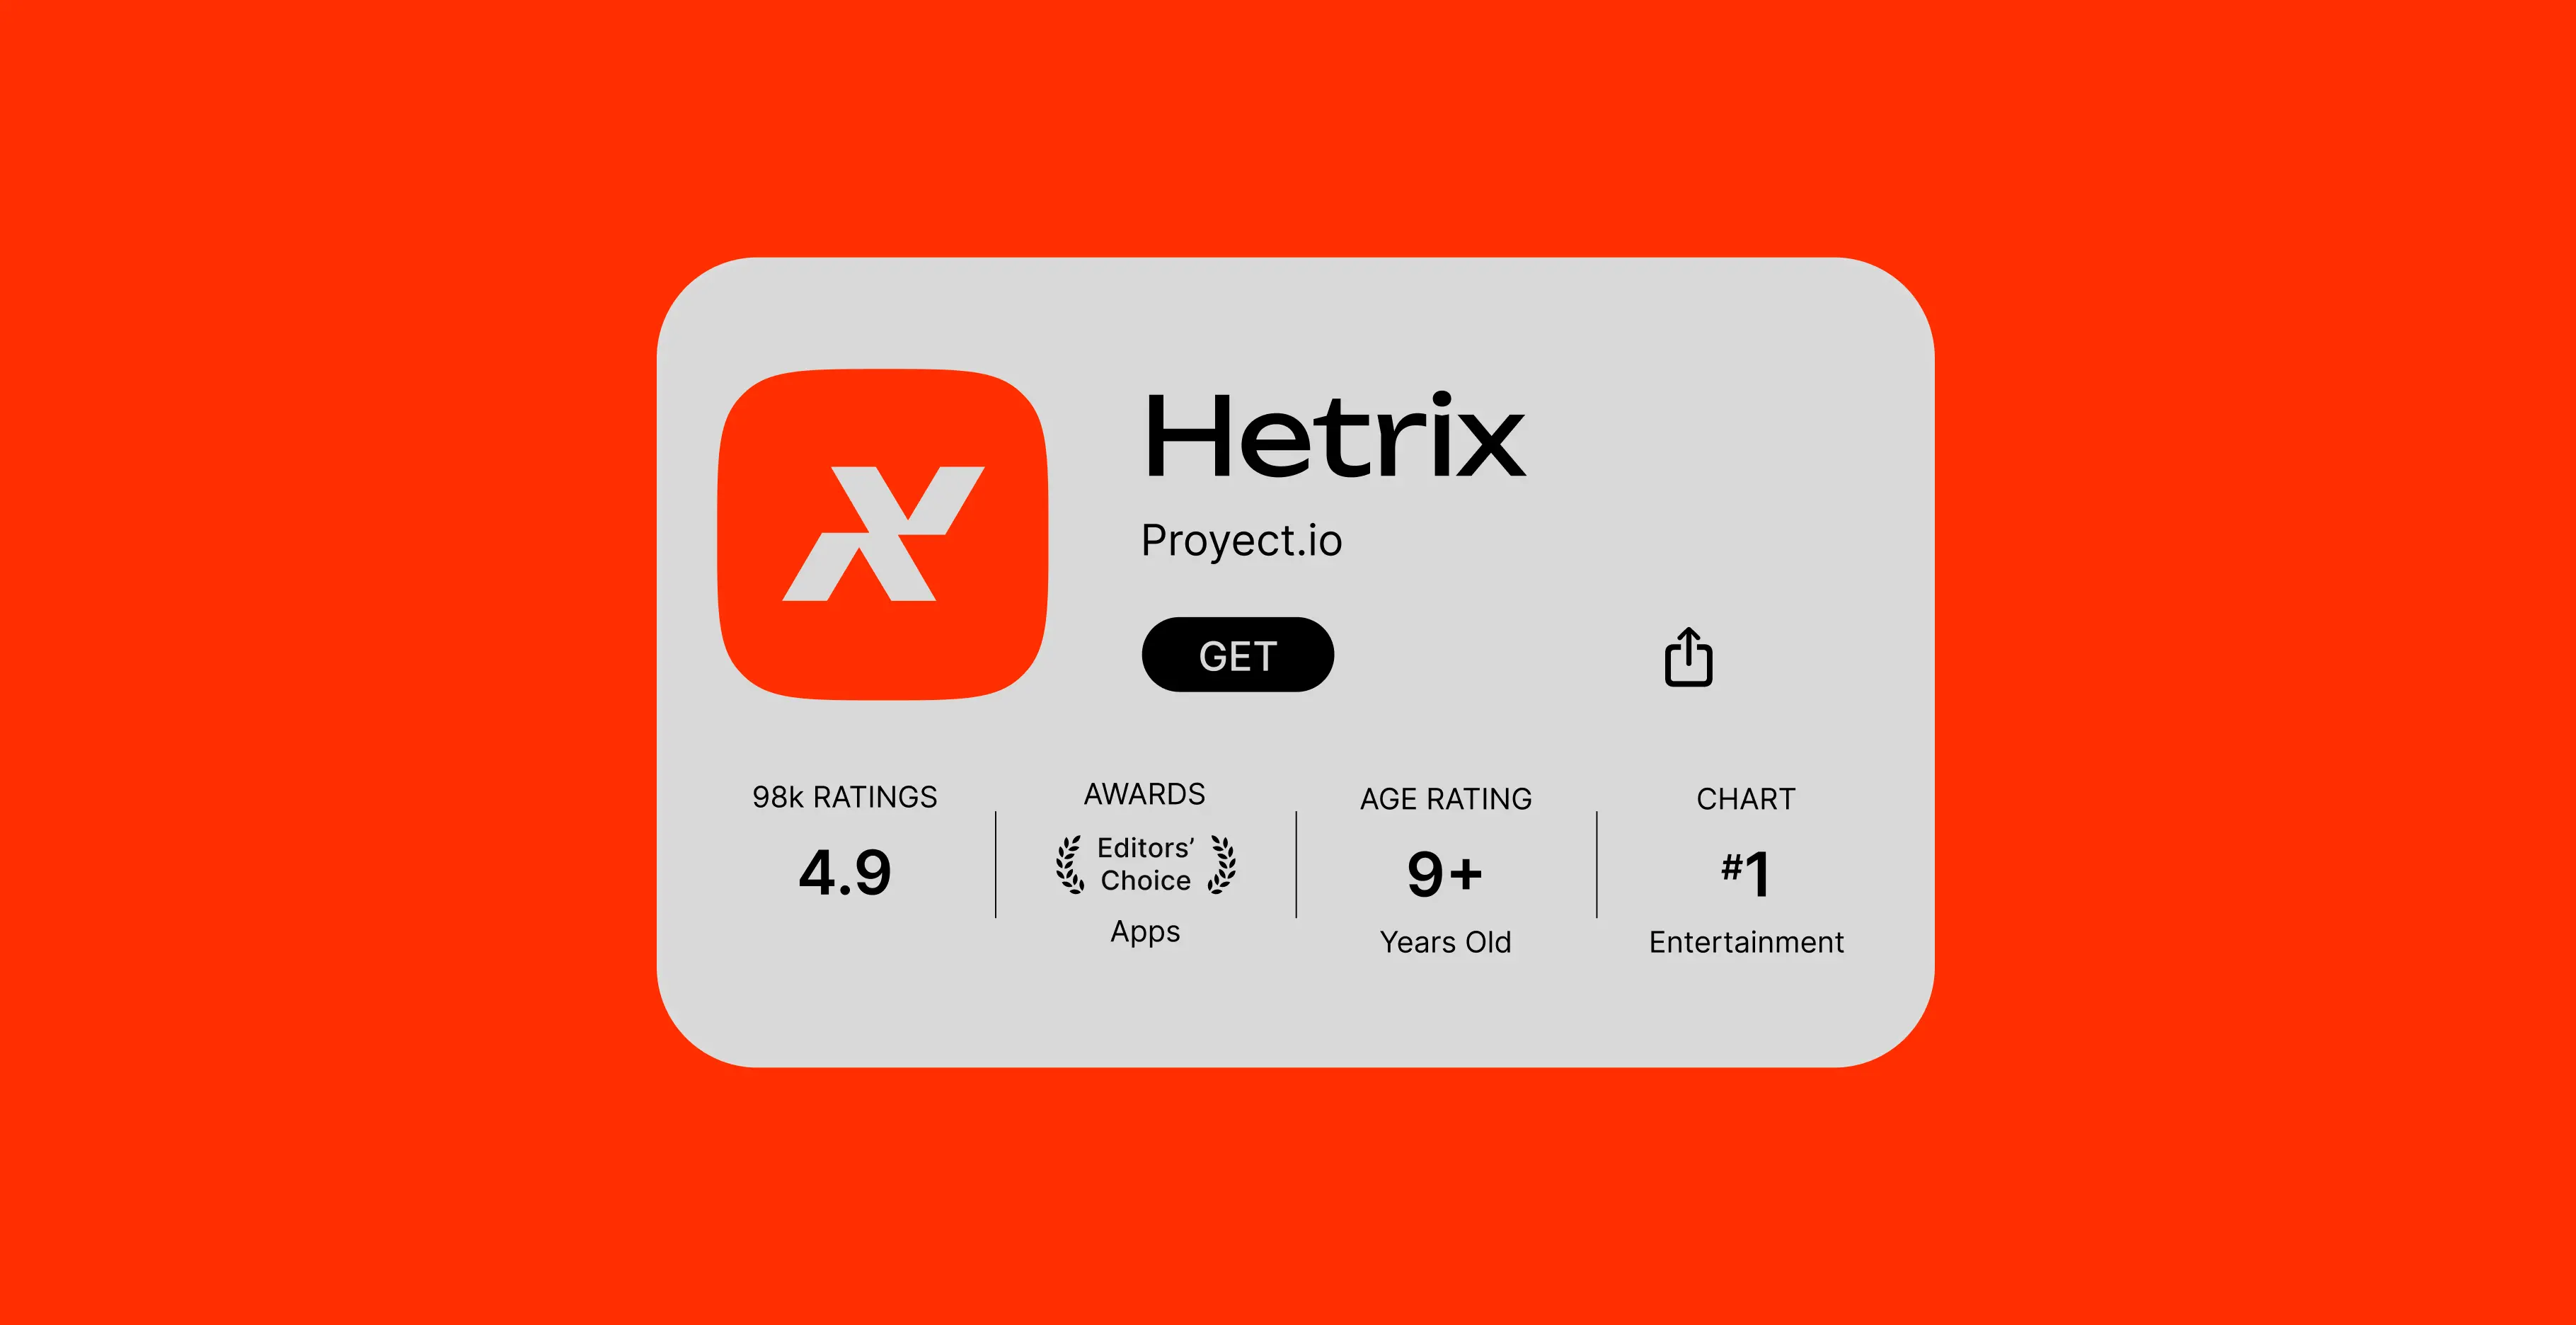 Hetrix
Proyect.io
GET
98k RATINGS
4.9
AWARDS
Editors’
Choice
Apps
AGE RATING
9+
Years Old
CHART
#1
Entertainment